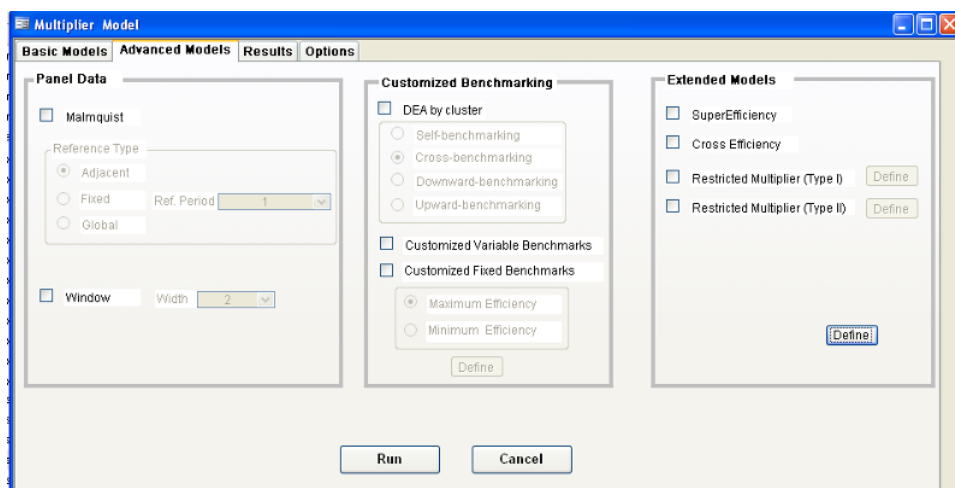 Multiplier Model
Basic Models Advanced Models Results Options
Panel Data
Malmquist
Reference Type
Adjacent
Fixed Ref. Period 1
Global
Window Width 2
Customized Benchmarking
DEA by cluster
Self-benchmarking
Cross-benchmarking
Downward-benchmarking
Upward-benchmarking
Customized Variable Benchmarks
Customized Fixed Benchmarks
Maximum Efficiency
Minimum Efficiency
Define
Extended Models
SuperEfficiency
Cross Efficiency
Restricted Multiplier (Type I) Define
Restricted Multiplier (Type II) Define
Define
Run Cancel